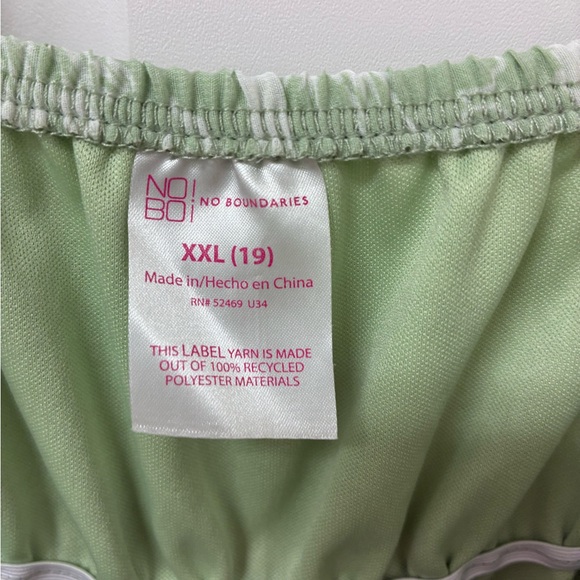 NO!
BO¡ NO BOUNDARIES
XXL (19)
Made in/Hecho en China
RN# 52469 U34
THIS LABEL YARN IS MADE
OUT OF 100% RECYCLED
POLYESTER MATERIALS